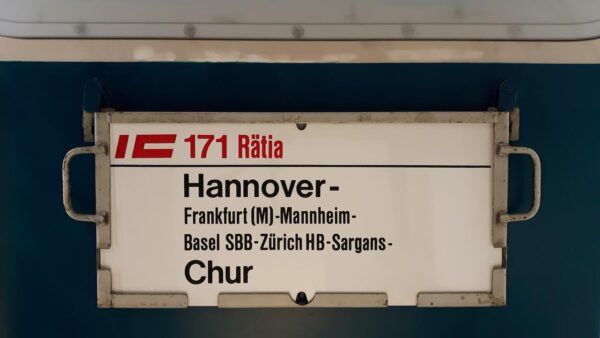 IC 171 Rätia
Hannover-
Frankfurt (M)-Mannheim-
Basel SBB-Zürich HB-Sargans-
Chur